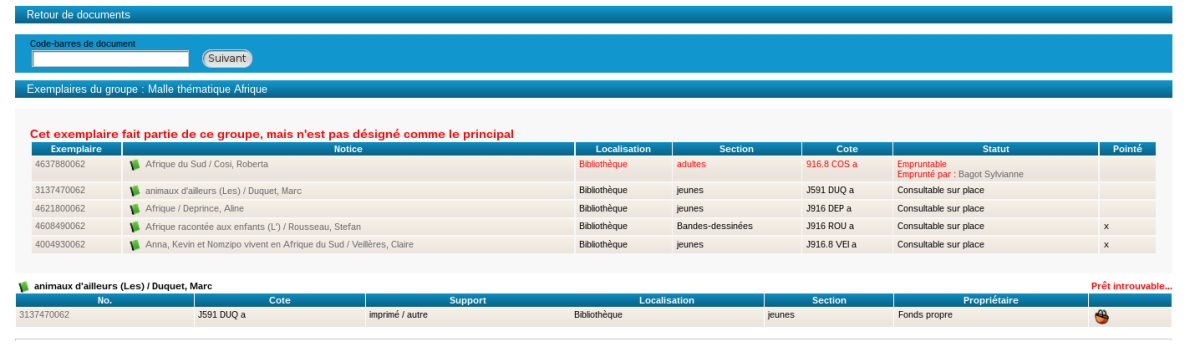 Retour de documents
Code-barres de document
Suivant
Exemplaires du groupe : Malle thématique Afrique
Cet exemplaire fait partie de ce groupe, mais n'est pas désigné comme le principal
Exemplaire Notice Localisation Section Cote Statut Pointé
4637880062 Afrique du Sud / Cosi, Roberta Bibliothèque adultes 916.8 COS a Empruntable
Emprunté par : Bagot Sylvianne
3137470062 animaux d'ailleurs (Les) / Duquet, Marc Bibliothèque jeunes J591 DUQ a Consultable sur place
4621800062 Afrique / Deprince, Aline Bibliothèque jeunes J916 DEP a Consultable sur place
4608490062 Afrique racontée aux enfants (L') / Rousseau, Stefan Bibliothèque Bandes-dessinées J916 ROU a Consultable sur place x
4004930062 Anna, Kevin et Nomzipo vivent en Afrique du Sud / Veillères, Claire Bibliothèque jeunes J916.8 VEI a Consultable sur place x
animaux d'ailleurs (Les) / Duquet, Marc Prêt introuvable...
No. Cote Support Localisation Section Propriétaire
3137470062 J591 DUQ a imprimé / autre Bibliothèque jeunes Fonds propre